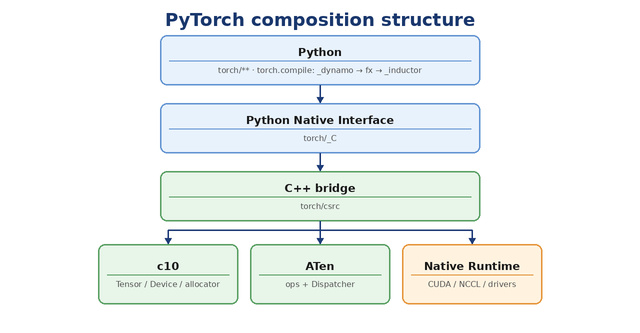 PyTorch composition structure
Python
torch/** · torch.compile: _dynamo → fx → _inductor
Python Native Interface
torch/_C
C++ bridge
torch/csrc
c10
Tensor / Device / allocator
ATen
ops + Dispatcher
Native Runtime
CUDA / NCCL / drivers